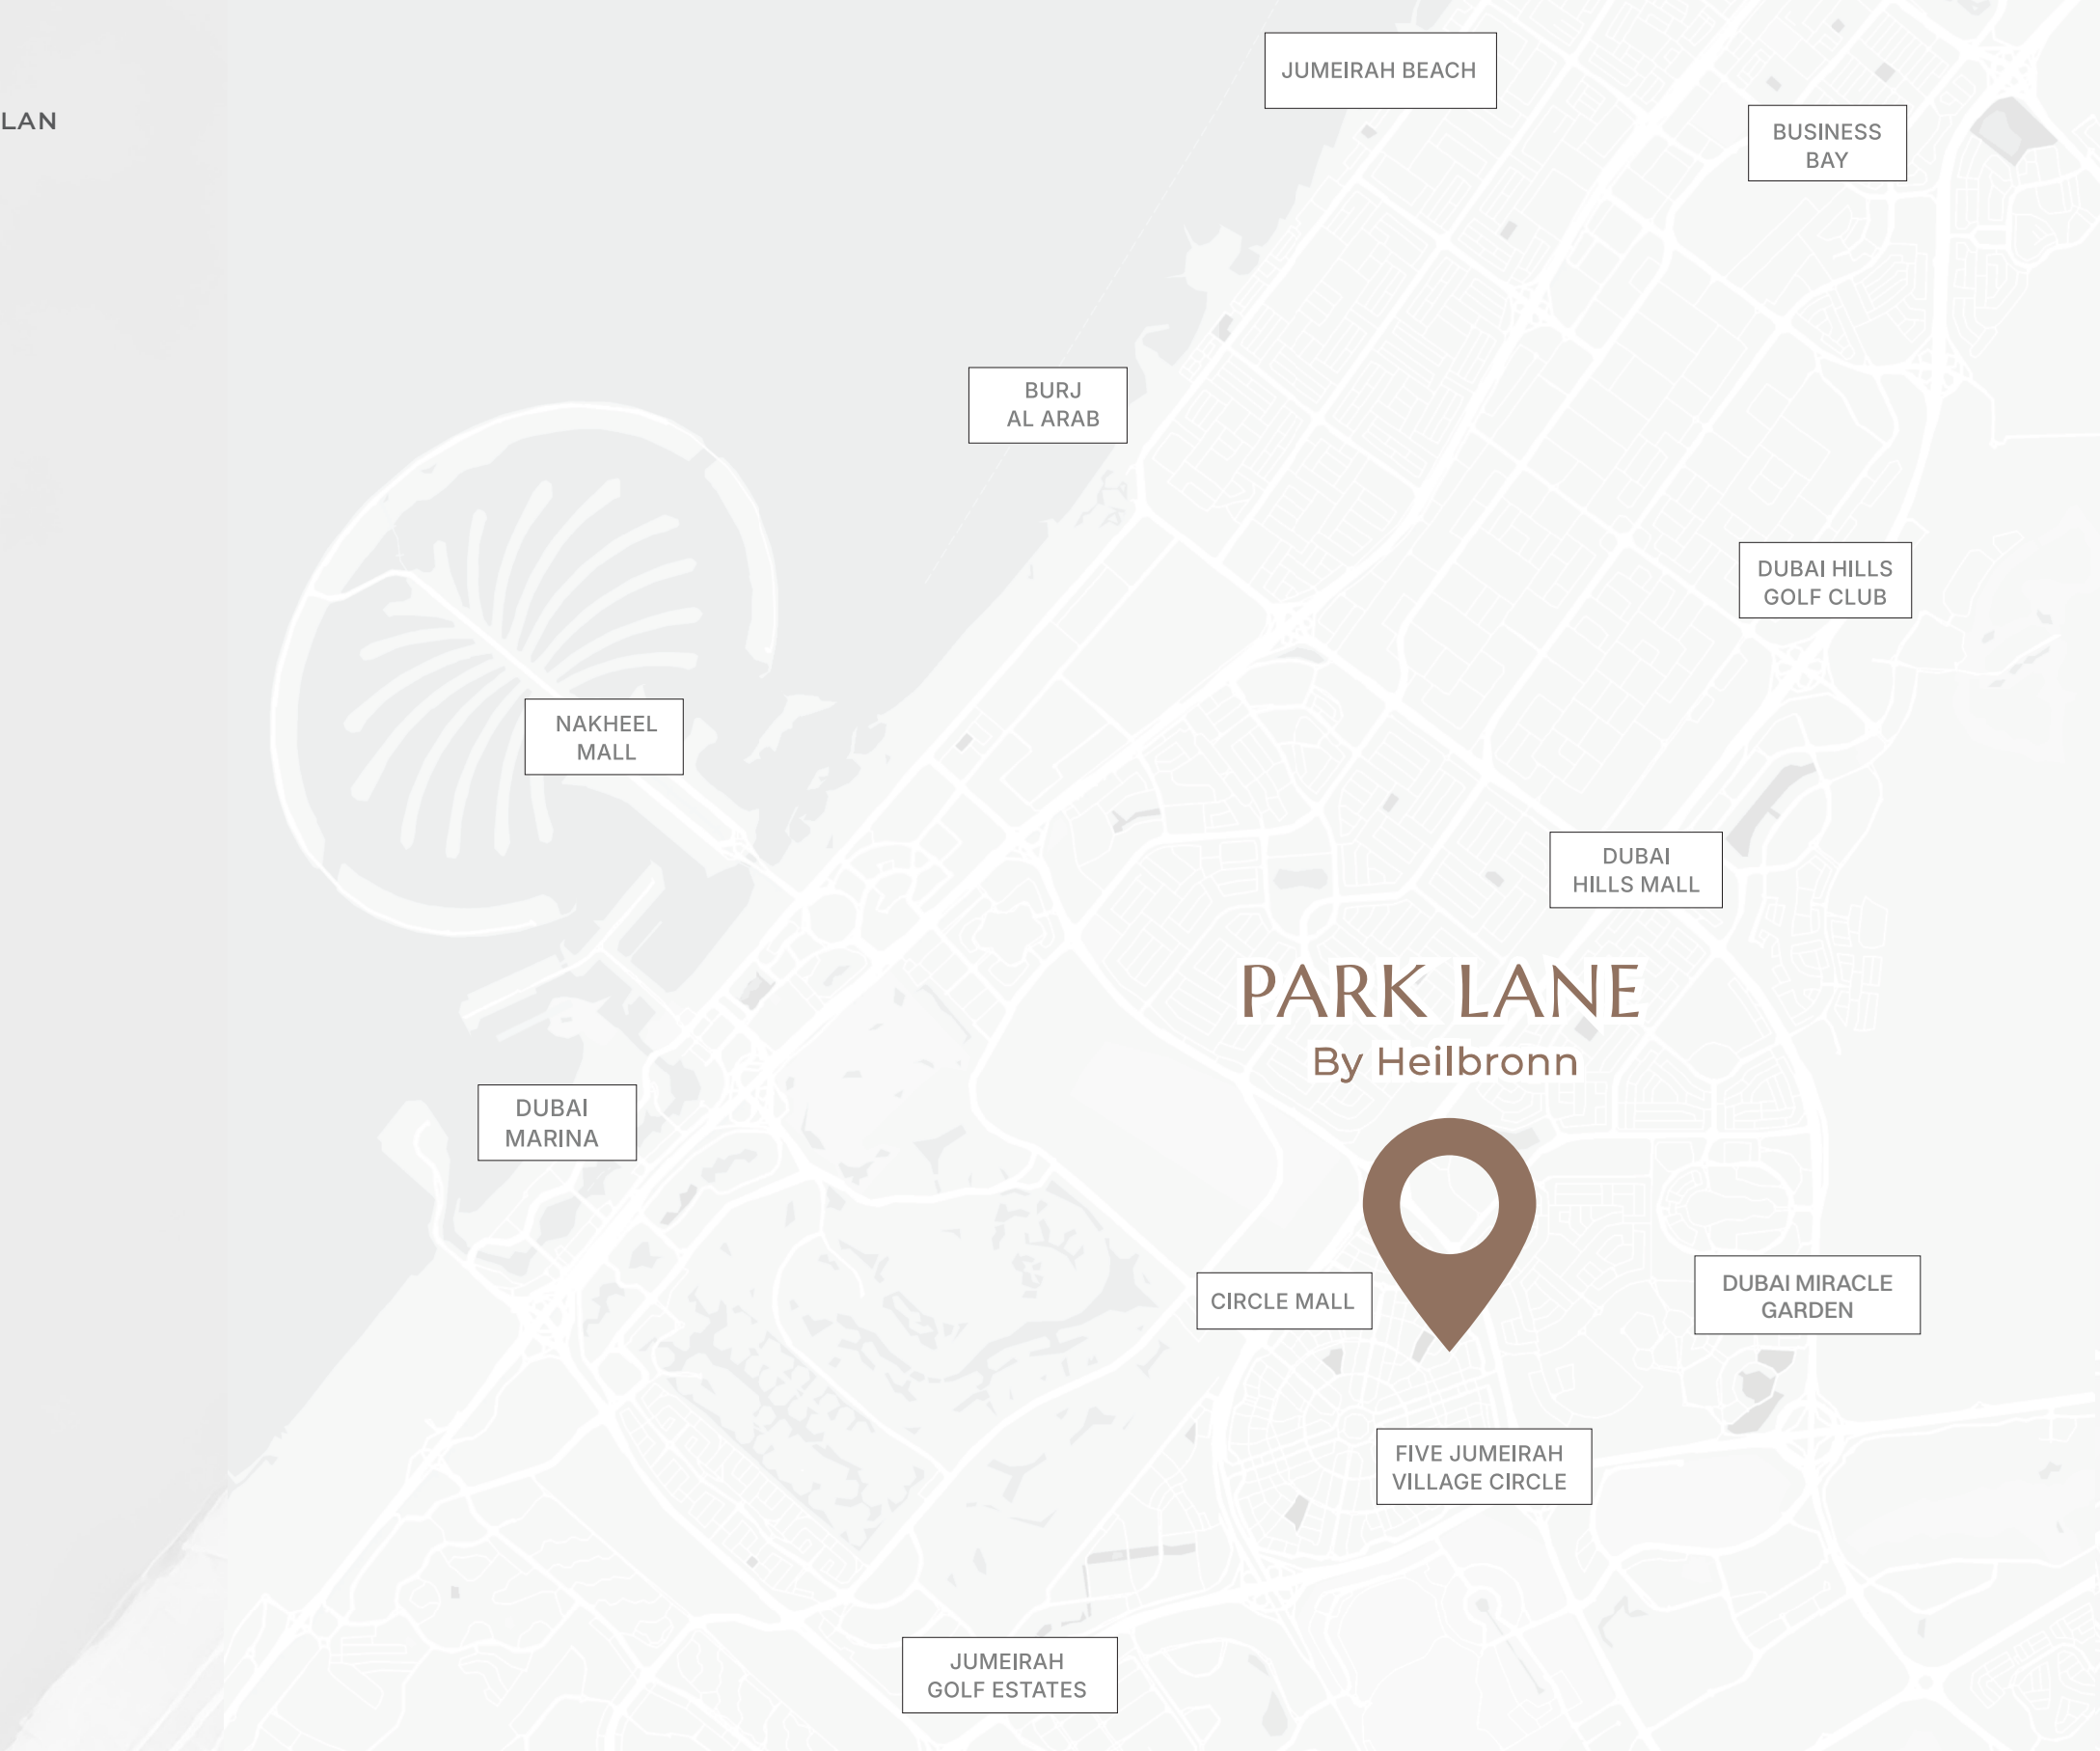 JUMEIRAH BEACH
LAN
BUSINESS
BAY
BURJ
AL ARAB
DUBAI HILLS
GOLF CLUB
NAKHEEL
MALL
DUBAI
HILLS MALL
PARK LANE
By Heilbronn
DUBAI
MARINA
CIRCLE MALL
DUBAI MIRACLE
GARDEN
FIVE JUMEIRAH
VILLAGE CIRCLE
JUMEIRAH
GOLF ESTATES